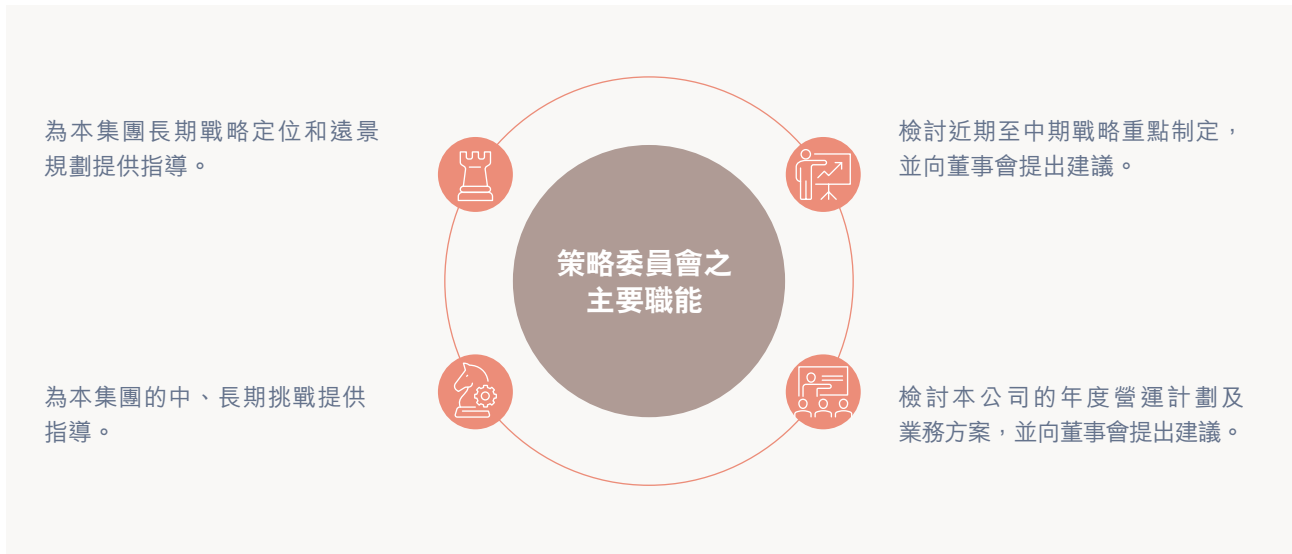 為本集團長期戰略定位和遠景
規劃提供指導。
檢討近期至中期戰略重點制定，
並向董事會提出建議。
策略委員會之
主要職能
為本集團的中、長期挑戰提供
指導。
檢討本公司的年度營運計劃及
業務方案，並向董事會提出建議。